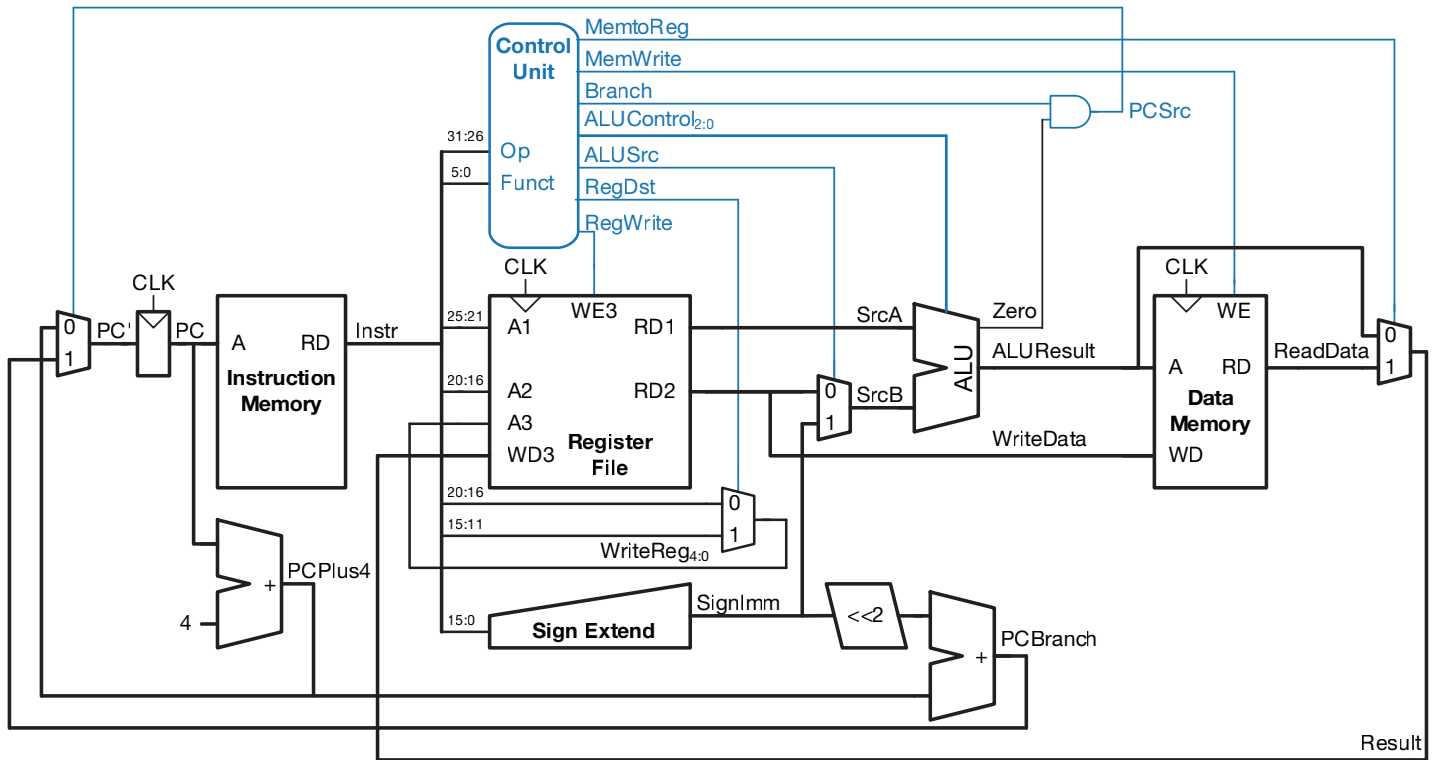 MemtoReg
Control
Unit
MemWrite
Branch
PCSrc
ALUControl2:0
31:26
Op
ALUSrc
5:0
Funct
RegDst
RegWrite
CLK
CLK
CLK
WE3
WE
0
1
PC'
PC
A
RD
Instr
Instruction
Memory
25:21
A1
RD1
SrcA
Zero
ALU
ALUResult
A
RD
ReadData
0
1
20:16
A2
RD2
0
1
SrcB
Data
Memory
A3
WD3
Register
File
WriteData
WD
20:16
0
15:11
1
WriteReg4:0
PCPlus4
+
4
SignImm
15:0
Sign Extend
<<2
+
PCBranch
Result